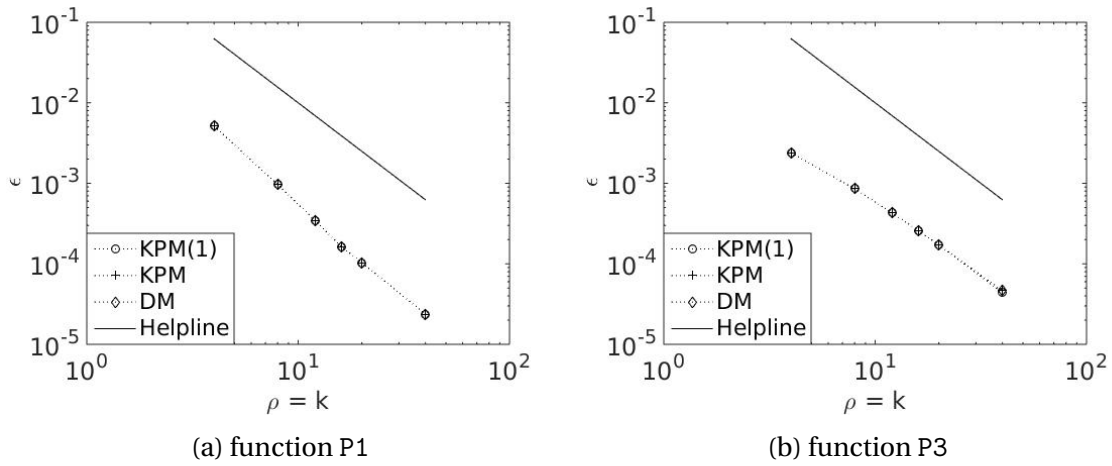 10^-1
10^-2
10^-3
10^-4
10^-5
ϵ
KPM(1)
KPM
DM
Helpline
10^0
10^1
10^2
ρ = k
(a) function P1
10^-1
10^-2
10^-3
10^-4
10^-5
ϵ
KPM(1)
KPM
DM
Helpline
10^0
10^1
10^2
ρ = k
(b) function P3